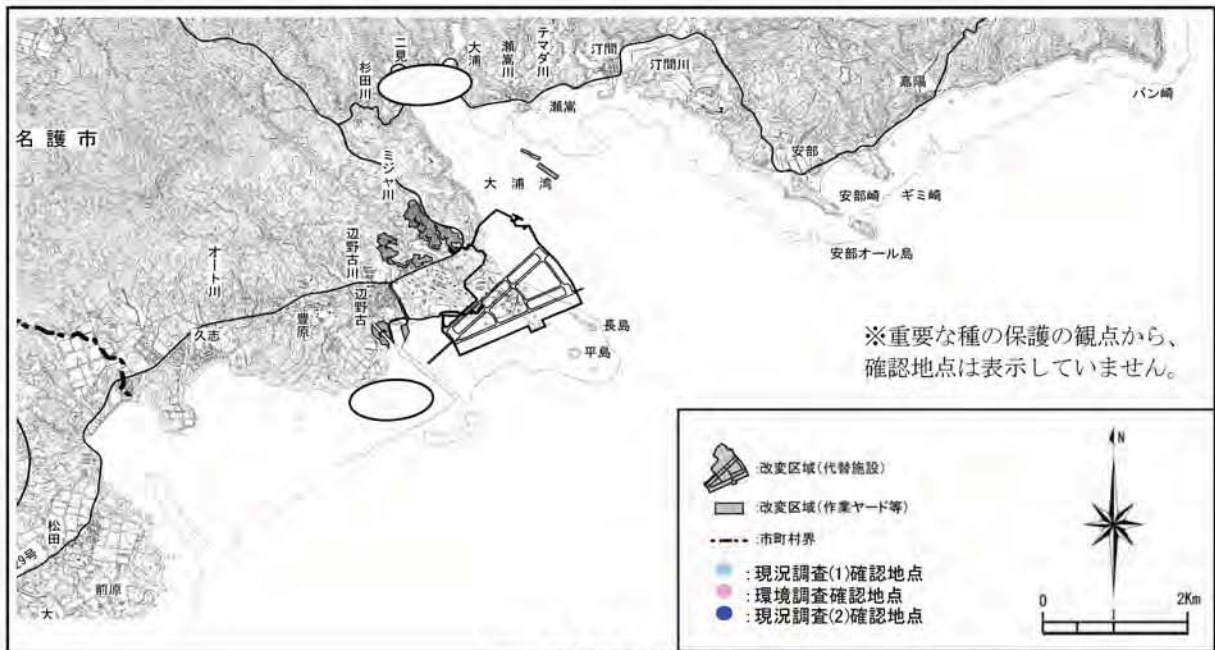 二見
大浦
瀬嵩川
テマダ川
汀間
汀間川
嘉陽
バン崎
杉田川
瀬嵩
名護市
安部
ミジャ川
大浦湾
安部崎
ギミ崎
安部オール島
辺野古川
辺野古
オート川
豊原
久志
長島
平島
※重要な種の保護の観点から、
確認地点は表示していません。
:改変区域(代替施設)
:改変区域(作業ヤード等)
:市町村界
:現況調査(1)確認地点
:環境調査確認地点
:現況調査(2)確認地点
N
0 2Km
松田
29号
前原
大